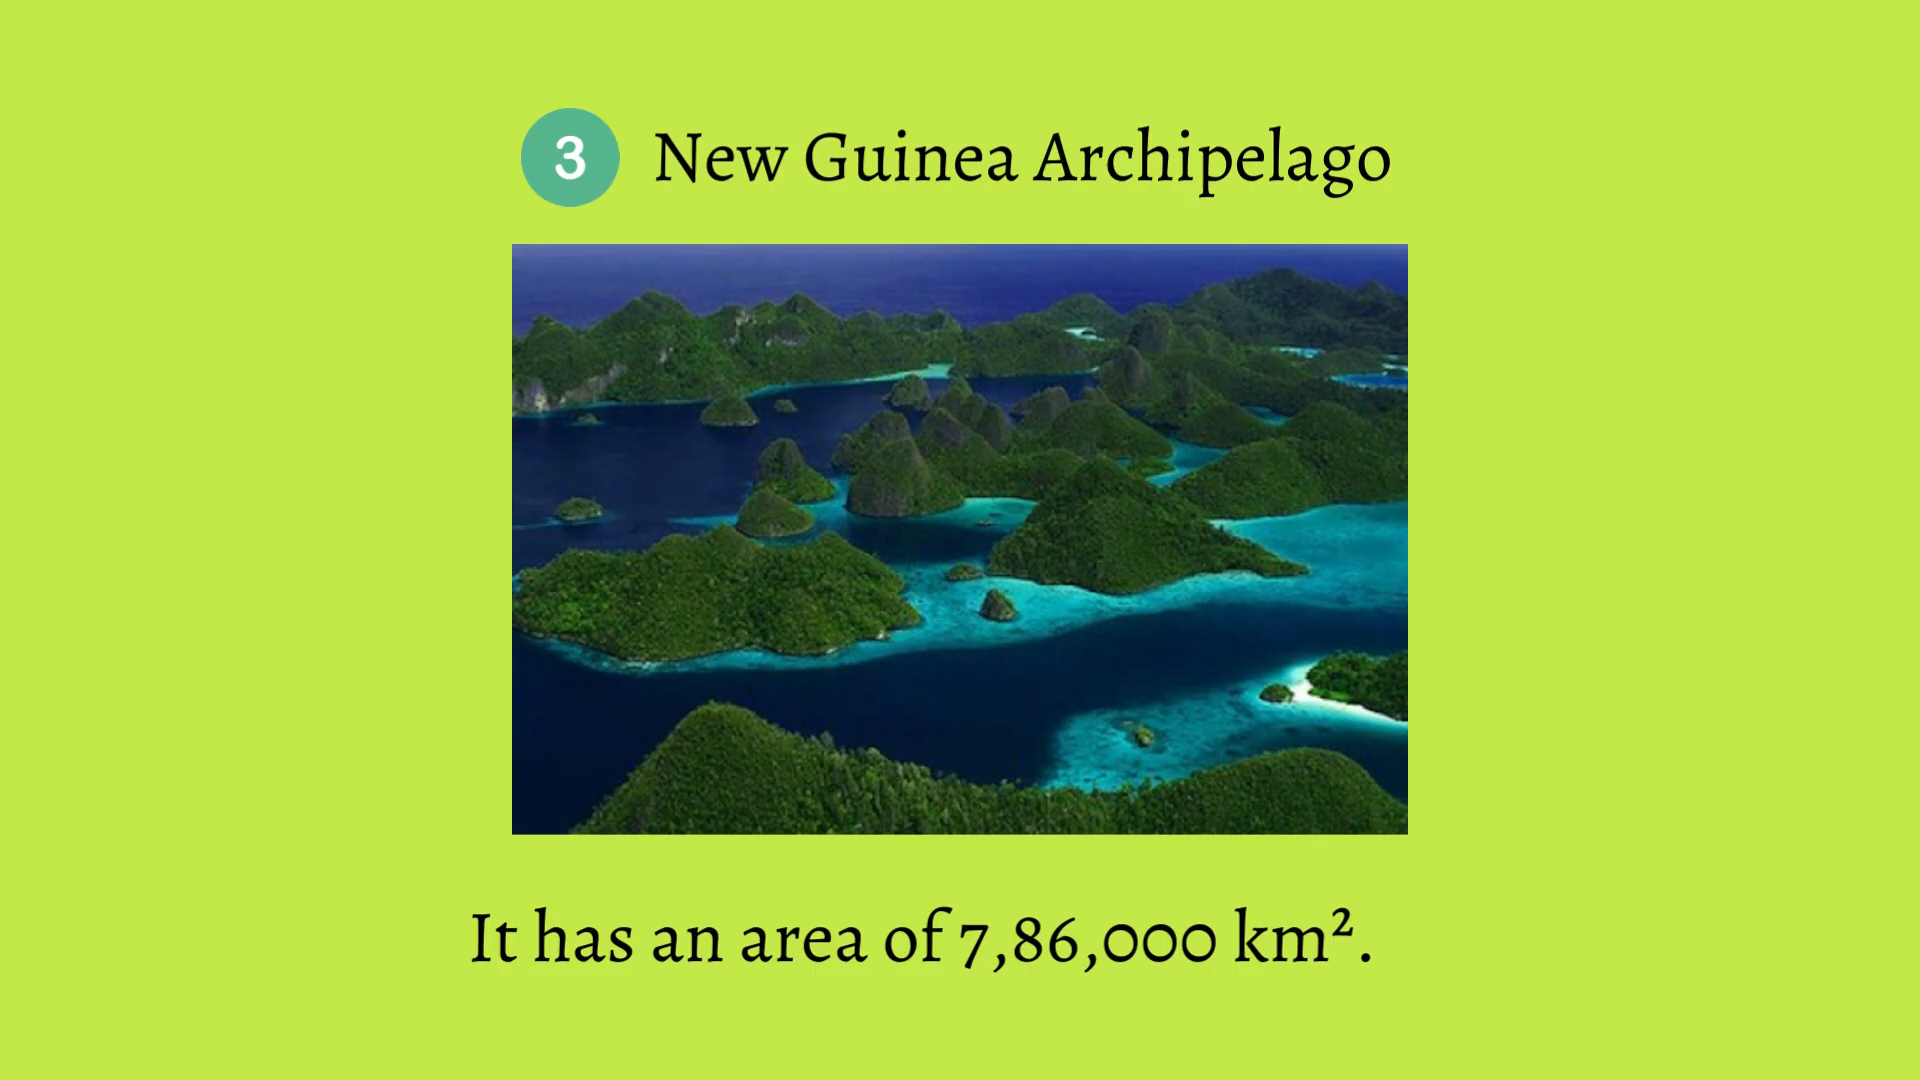 3 New Guinea Archipelago
It has an area of 7,86,000 km².